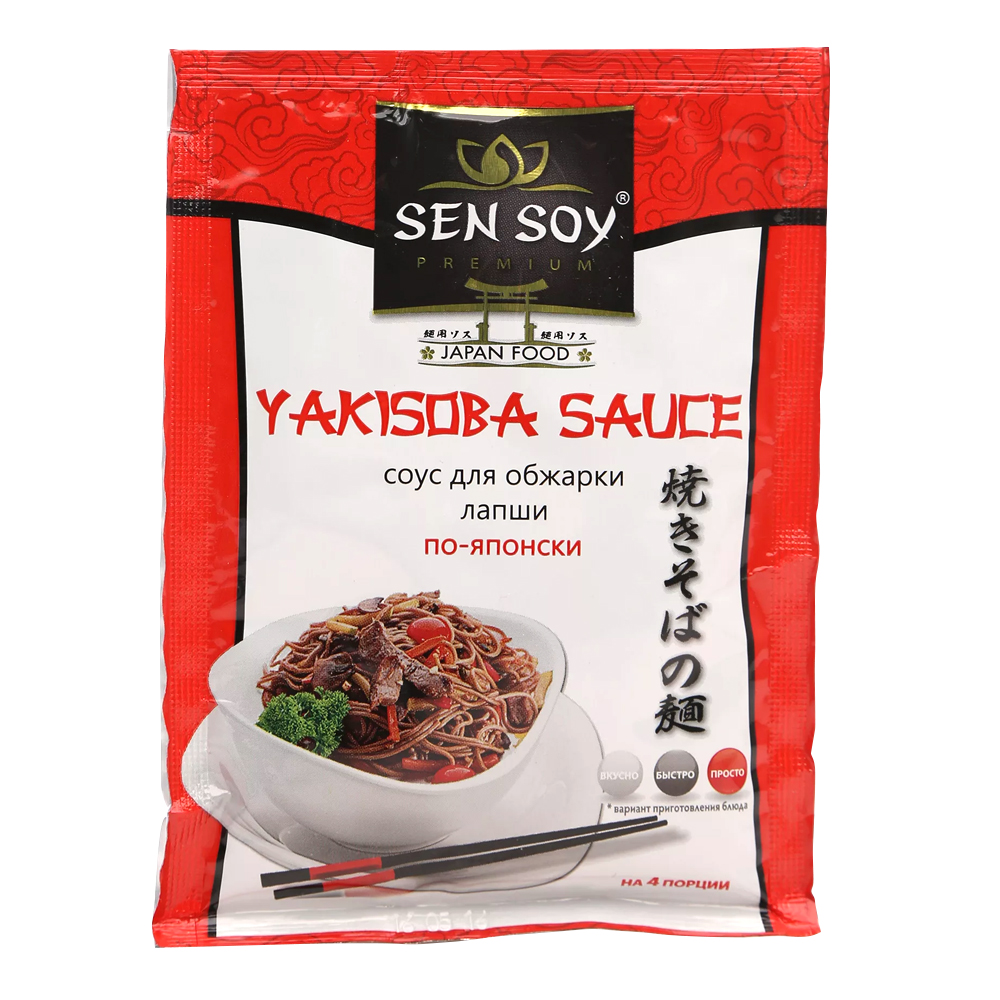 SEN SOY®
PREMIUM
麺用ソス 麺用ソス
JAPAN FOOD
YAKISOBA SAUCE
соус для обжарки
лапши
по-японски
焼きそばの麺
ВКУСНО БЫСТРО ПРОСТО
* вариант приготовления блюда
НА 4 ПОРЦИИ